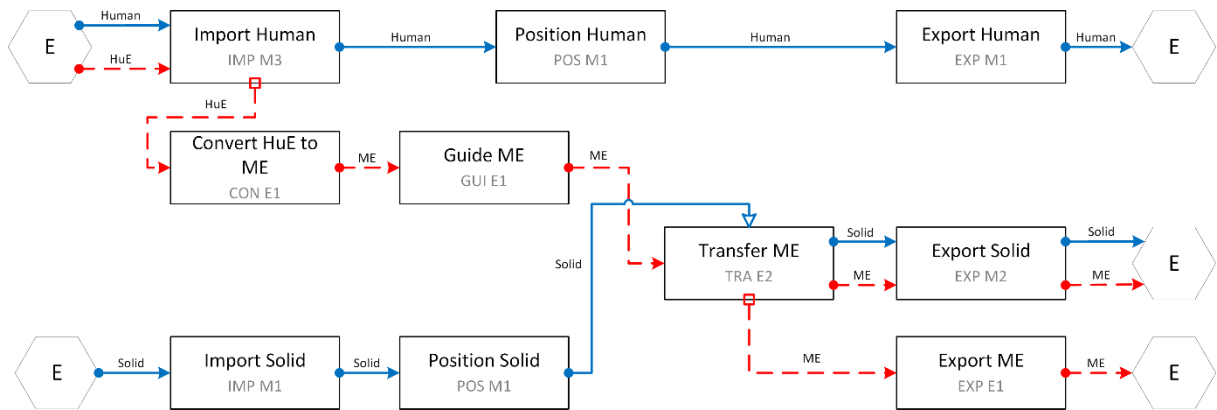 Human
E
Import Human
IMP M3
Human
Position Human
POS M1
Human
Export Human
EXP M1
Human
E
HuE
HuE
Convert HuE to
ME
CON E1
ME
Guide ME
GUI E1
ME
Solid
Transfer ME
TRA E2
Solid
ME
Export Solid
EXP M2
Solid
ME
E
E
Solid
Import Solid
IMP M1
Solid
Position Solid
POS M1
ME
Export ME
EXP E1
ME
E